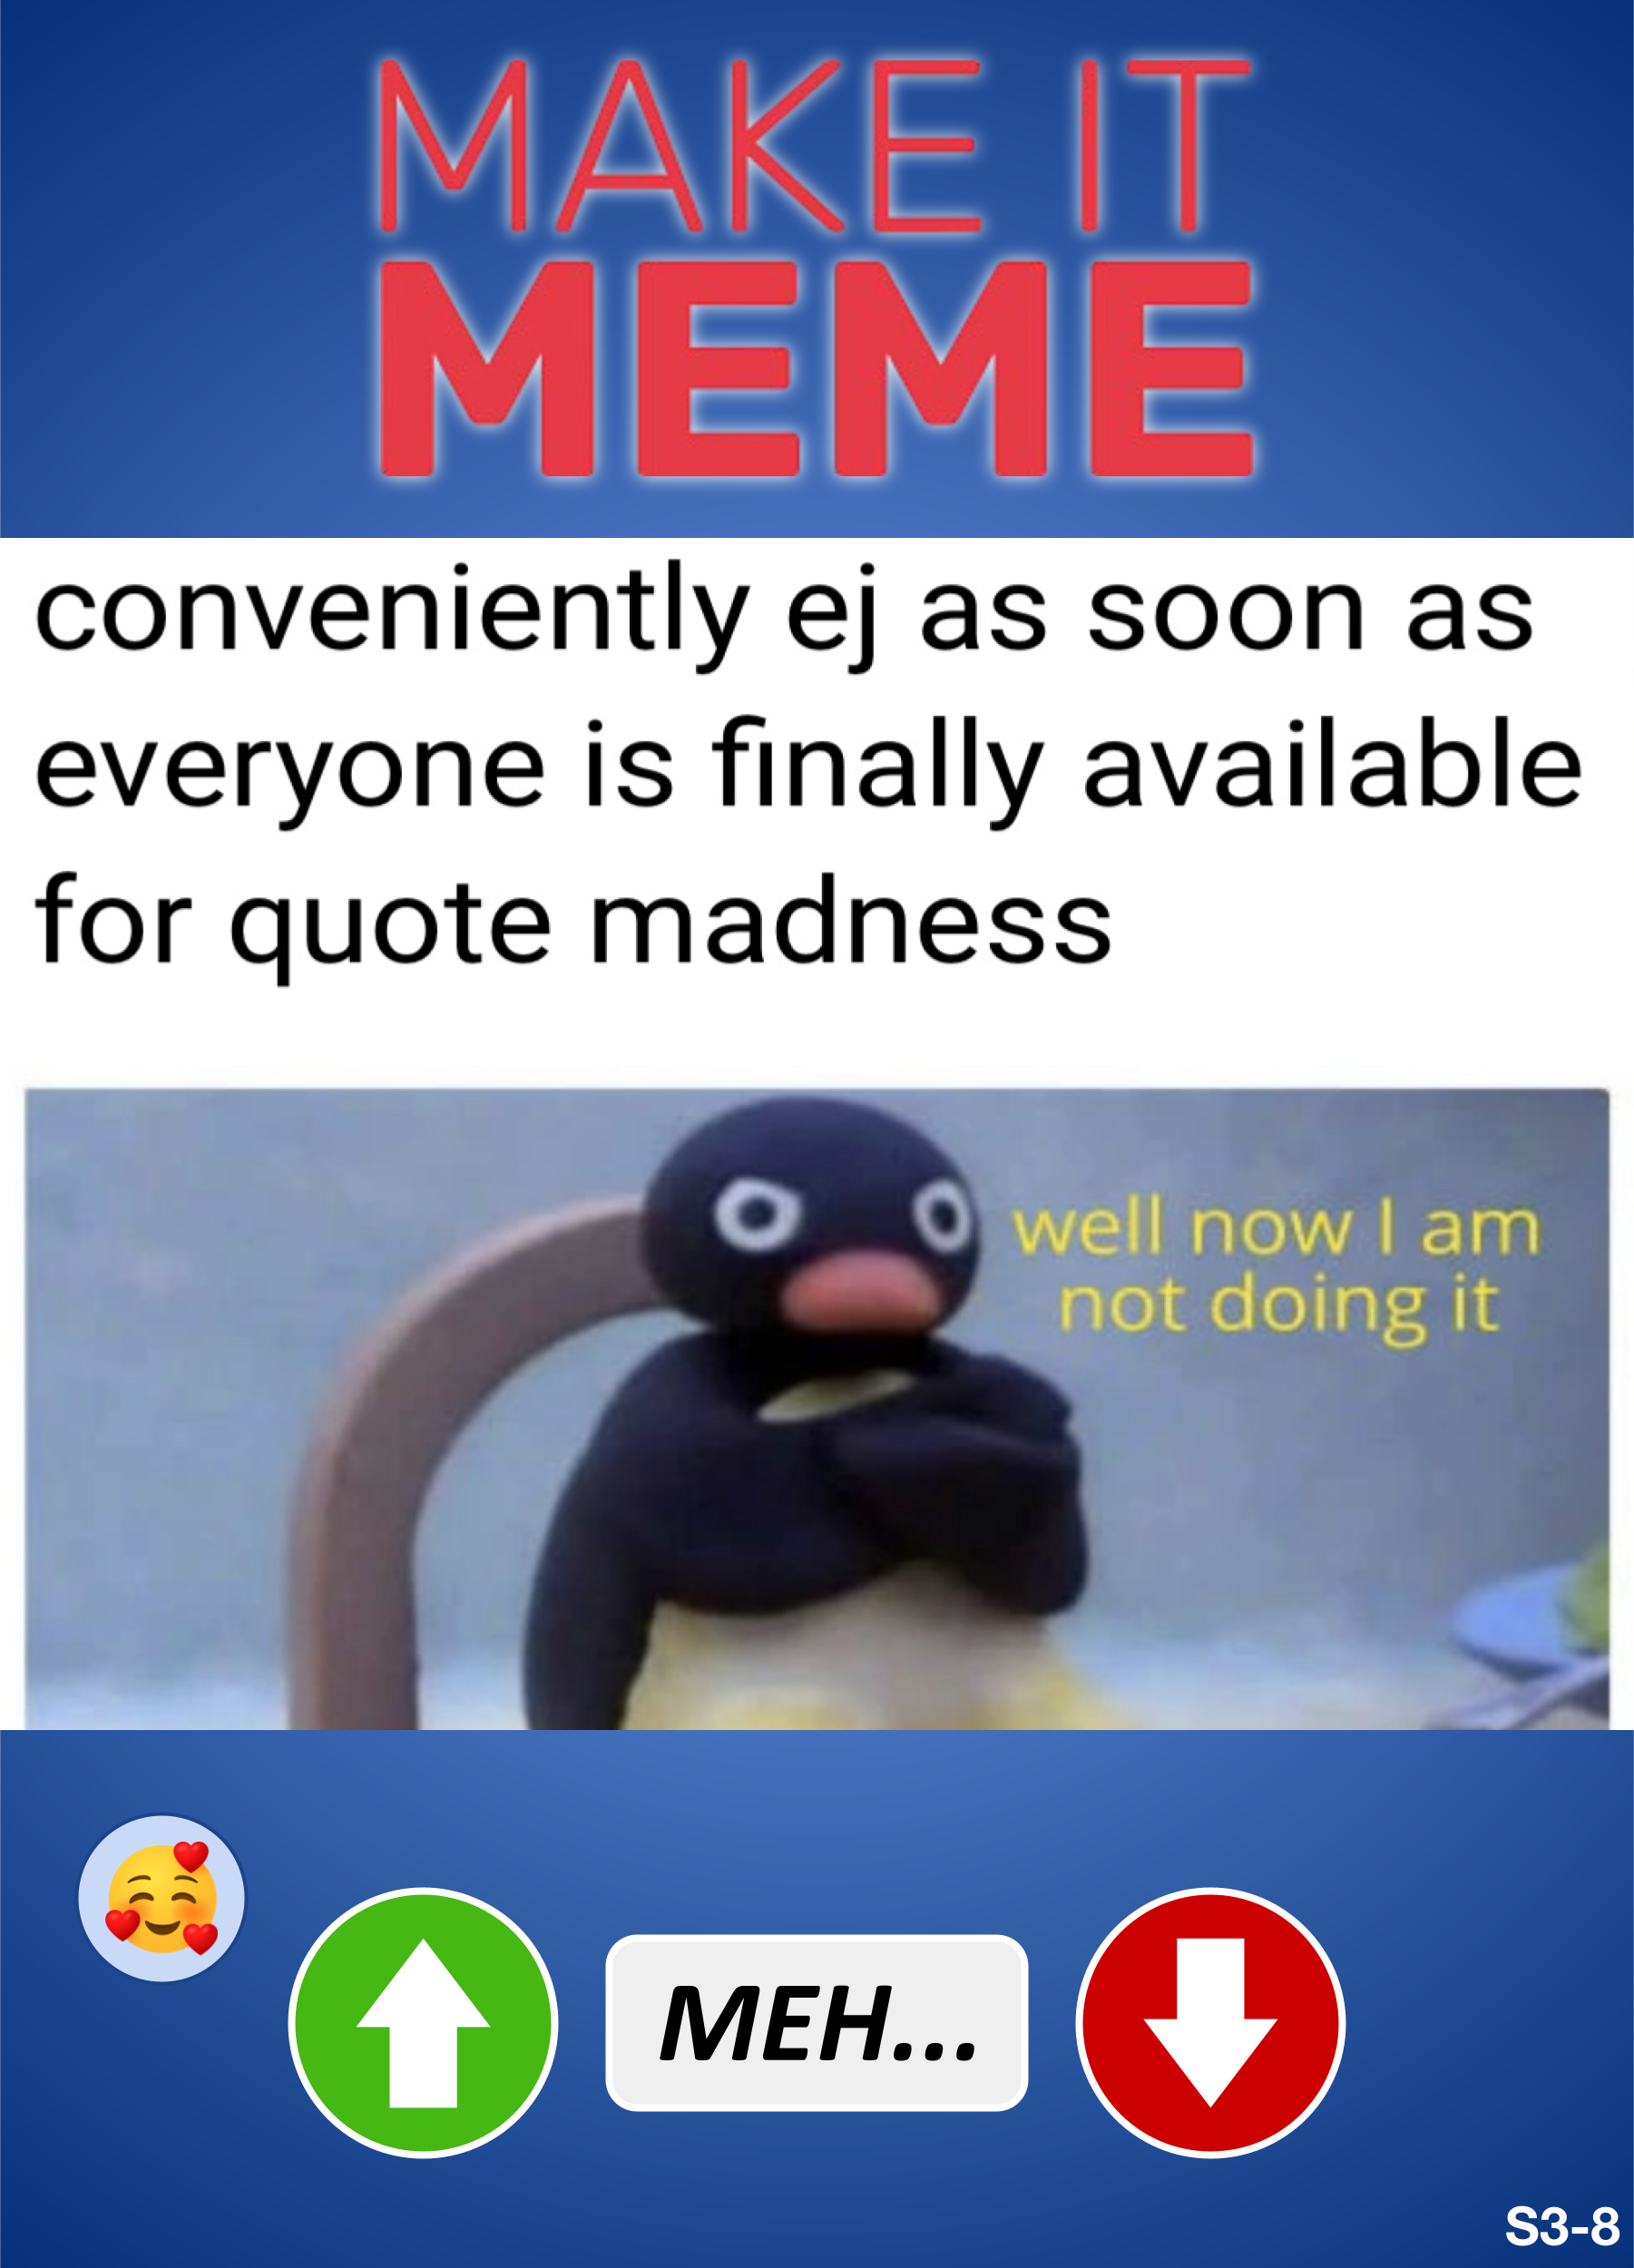 MAKE IT
MEME
conveniently ej as soon as
everyone is finally available
for quote madness
well now I am
not doing it
MEH...
S3-8